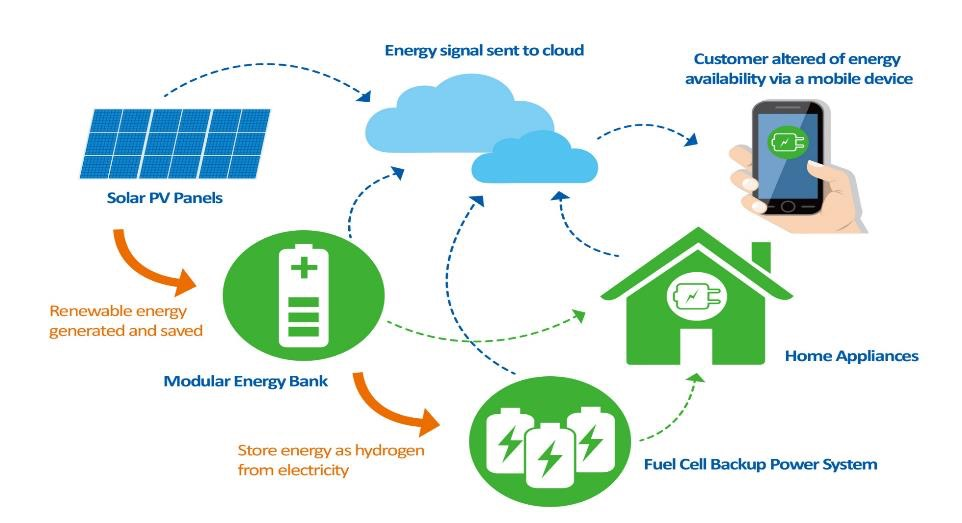 Energy signal sent to cloud
Customer altered of energy
availability via a mobile device
Solar PV Panels
Renewable energy
generated and saved
Modular Energy Bank
Home Appliances
Store energy as hydrogen
from electricity
Fuel Cell Backup Power System